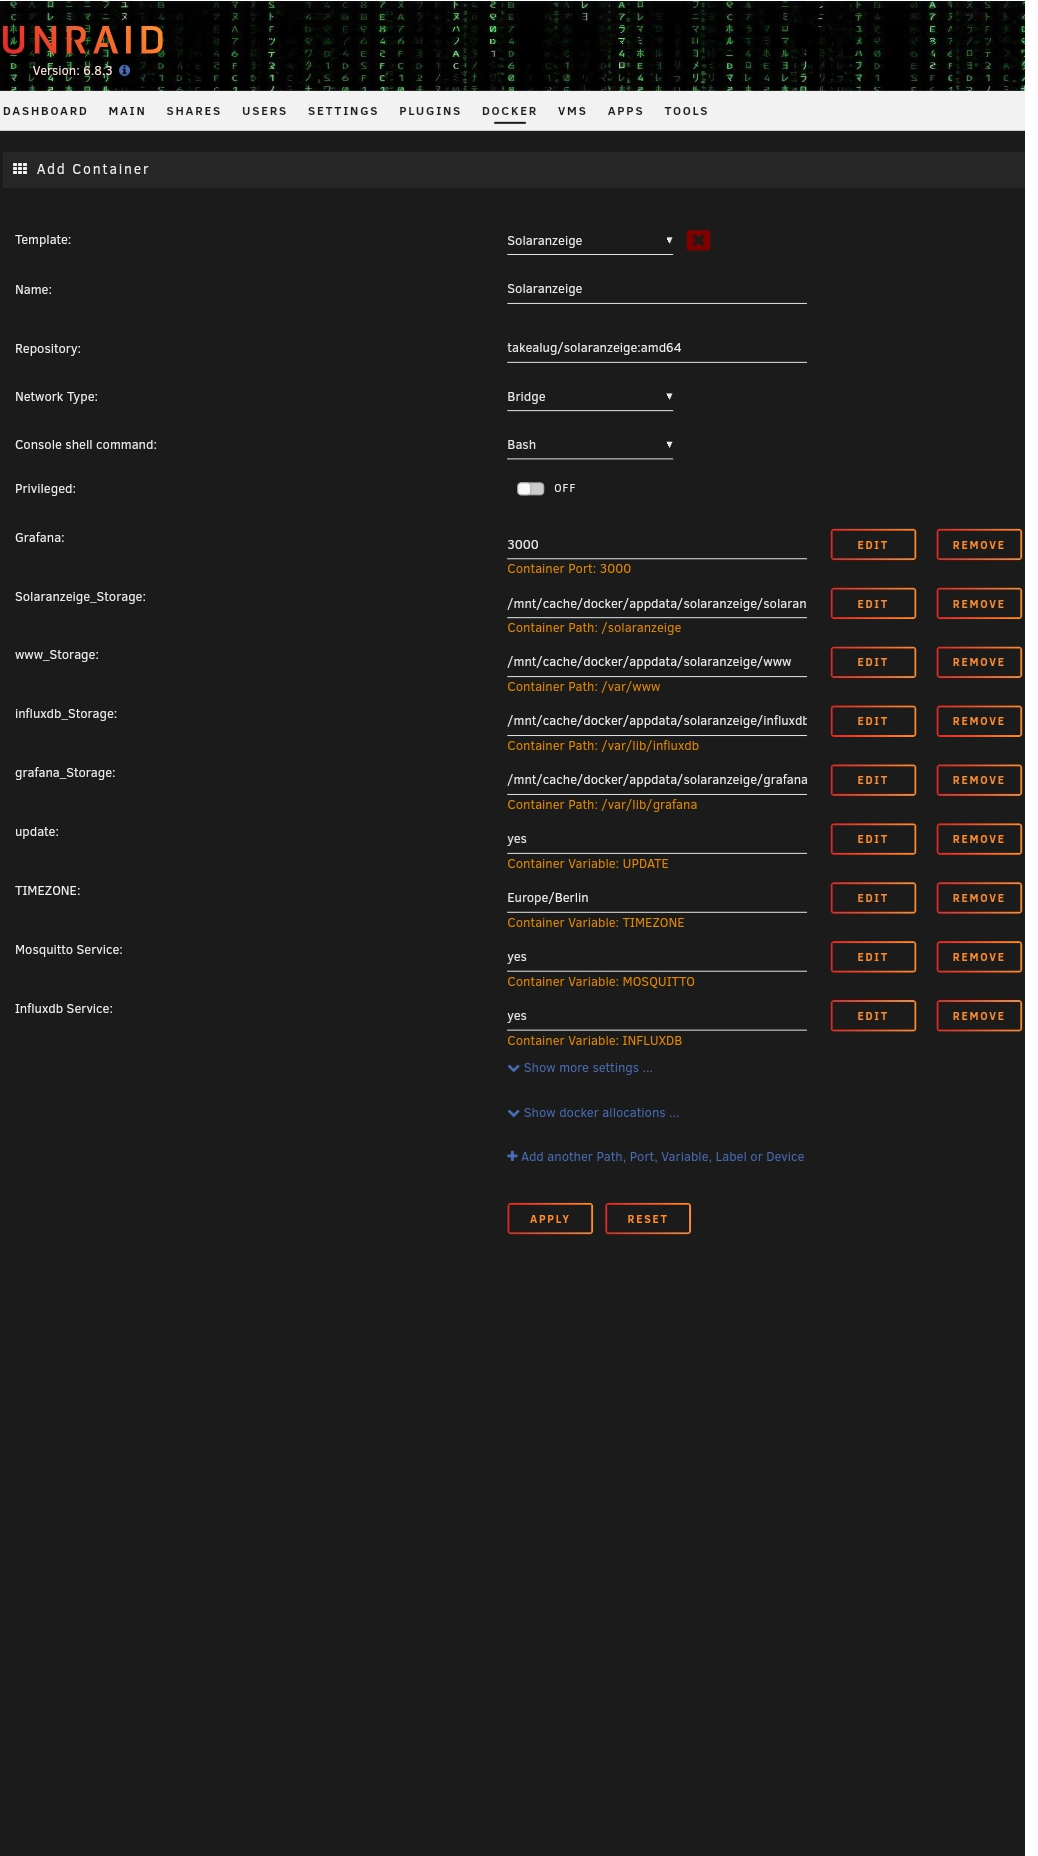 UNRAID
Version: 6.8.3
DASHBOARD MAIN SHARES USERS SETTINGS PLUGINS DOCKER VMS APPS TOOLS
Add Container
Template: Solaranzeige
Name: Solaranzeige
Repository: takealug/solaranzeige:amd64
Network Type: Bridge
Console shell command: Bash
Privileged: OFF
Grafana: 3000 EDIT REMOVE
Container Port: 3000
Solaranzeige_Storage: /mnt/cache/docker/appdata/solaranzeige/solaran EDIT REMOVE
Container Path: /solaranzeige
www_Storage: /mnt/cache/docker/appdata/solaranzeige/www EDIT REMOVE
Container Path: /var/www
influxdb_Storage: /mnt/cache/docker/appdata/solaranzeige/influxdb EDIT REMOVE
Container Path: /var/lib/influxdb
grafana_Storage: /mnt/cache/docker/appdata/solaranzeige/grafana EDIT REMOVE
Container Path: /var/lib/grafana
update: yes EDIT REMOVE
Container Variable: UPDATE
TIMEZONE: Europe/Berlin EDIT REMOVE
Container Variable: TIMEZONE
Mosquitto Service: yes EDIT REMOVE
Container Variable: MOSQUITTO
Influxdb Service: yes EDIT REMOVE
Container Variable: INFLUXDB
Show more settings ...
Show docker allocations ...
Add another Path, Port, Variable, Label or Device
APPLY RESET